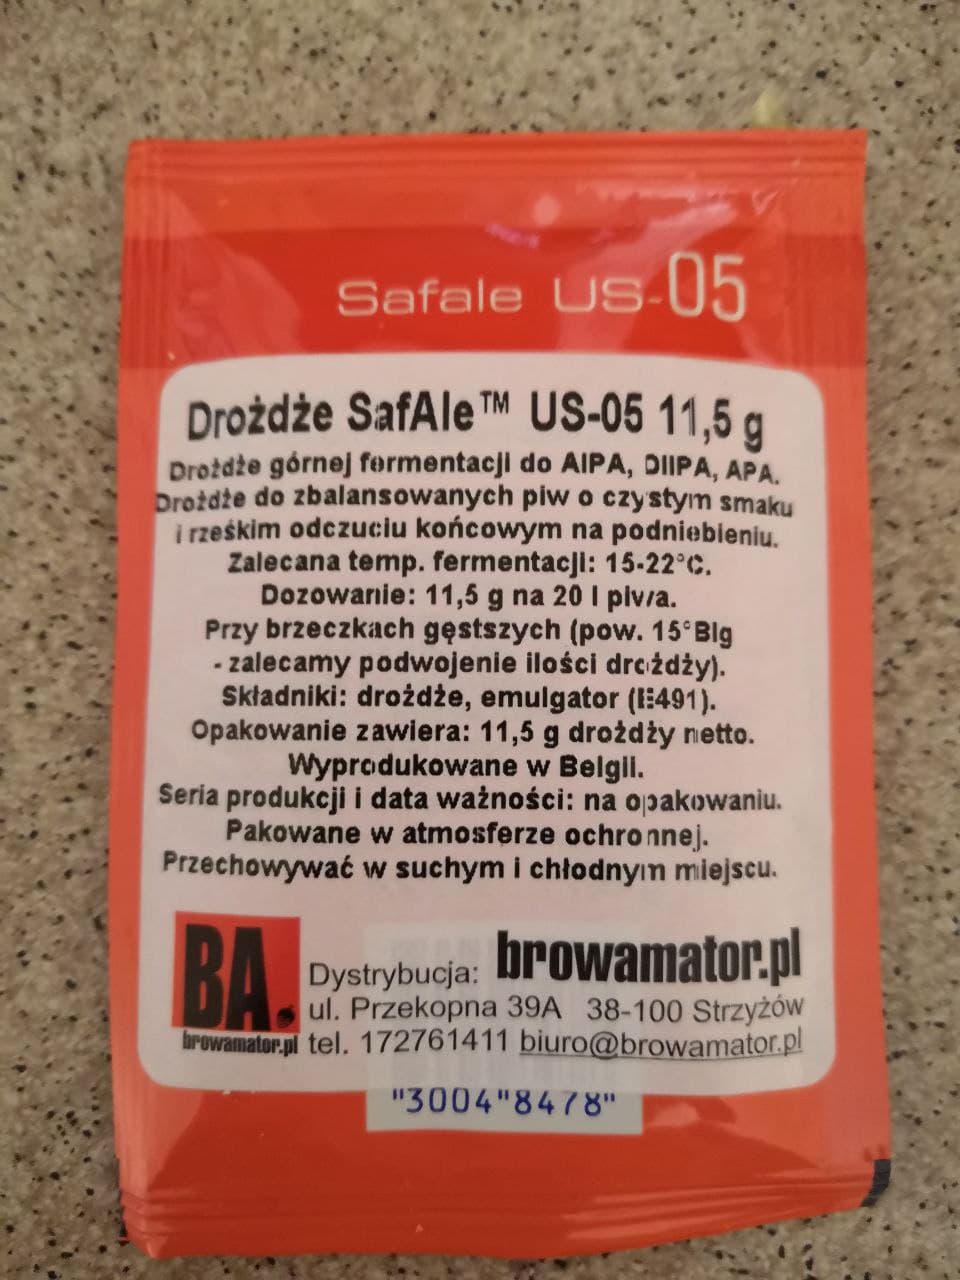 Safale US-05
Drożdże SafAle™ US-05 11,5 g
Drożdże górnej fermentacji do AIPA, DIIPA, APA.
Drożdże do zbalansowanych piw o czystym smaku
i rześkim odczuciu końcowym na podniebieniu.
Zalecana temp. fermentacji: 15-22°C.
Dozowanie: 11,5 g na 20 l piwa.
Przy brzeczkach gęstszych (pow. 15°Blg
- zalecamy podwojenie ilości drożdży).
Składniki: drożdże, emulgator (E491).
Opakowanie zawiera: 11,5 g drożdży netto.
Wyprodukowane w Belgii.
Seria produkcji i data ważności: na opakowaniu.
Pakowane w atmosferze ochronnej.
Przechowywać w suchym i chłodnym miejscu.
BA.
browamator.pl
Dystrybucja: browamator.pl
ul. Przekopna 39A 38-100 Strzyżów
tel. 172761411 biuro@browamator.pl
"3004"8478"